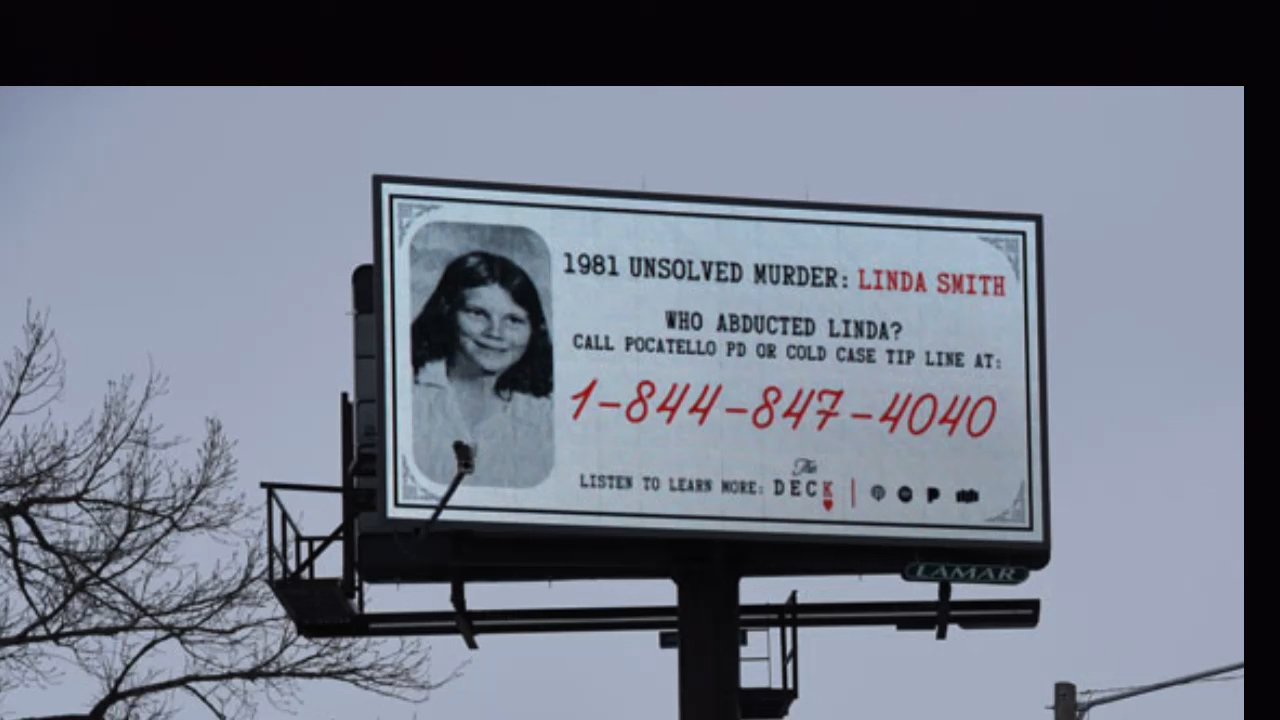 1981 UNSOLVED MURDER: LINDA SMITH
WHO ABDUCTED LINDA?
CALL POCATELLO PD OR COLD CASE TIP LINE AT:
1-844-847-4040
LISTEN TO LEARN MORE: The DECK
LAMAR